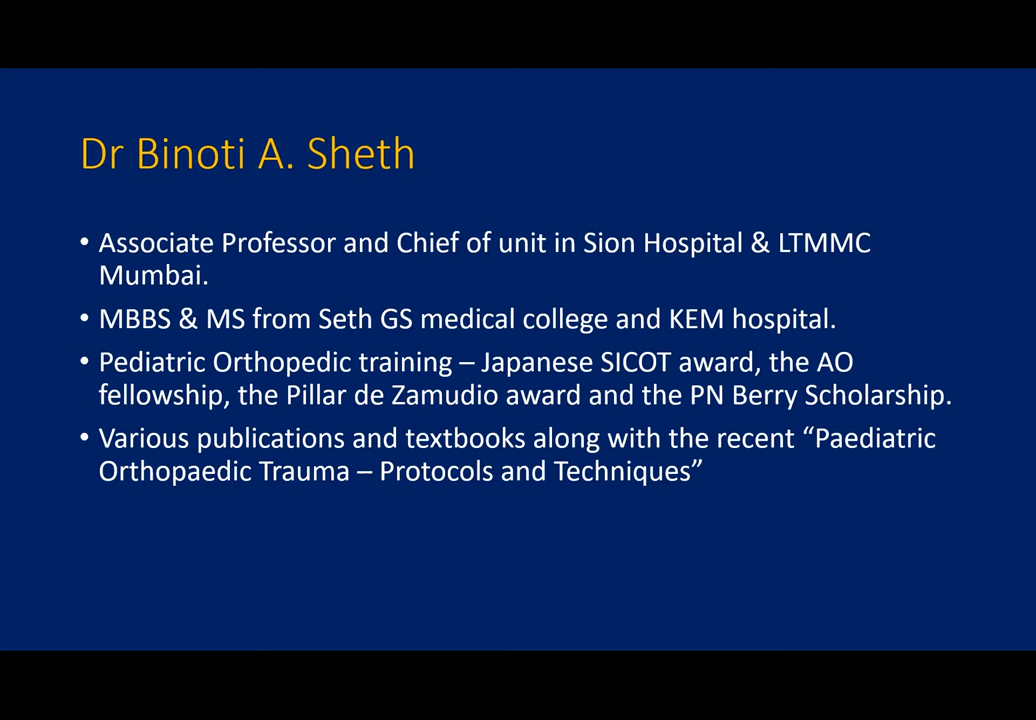 Dr Binoti A. Sheth
• Associate Professor and Chief of unit in Sion Hospital & LTMMC
Mumbai.
• MBBS & MS from Seth GS medical college and KEM hospital.
• Pediatric Orthopedic training – Japanese SICOT award, the AO
fellowship, the Pillar de Zamudio award and the PN Berry Scholarship.
• Various publications and textbooks along with the recent “Paediatric
Orthopaedic Trauma – Protocols and Techniques”